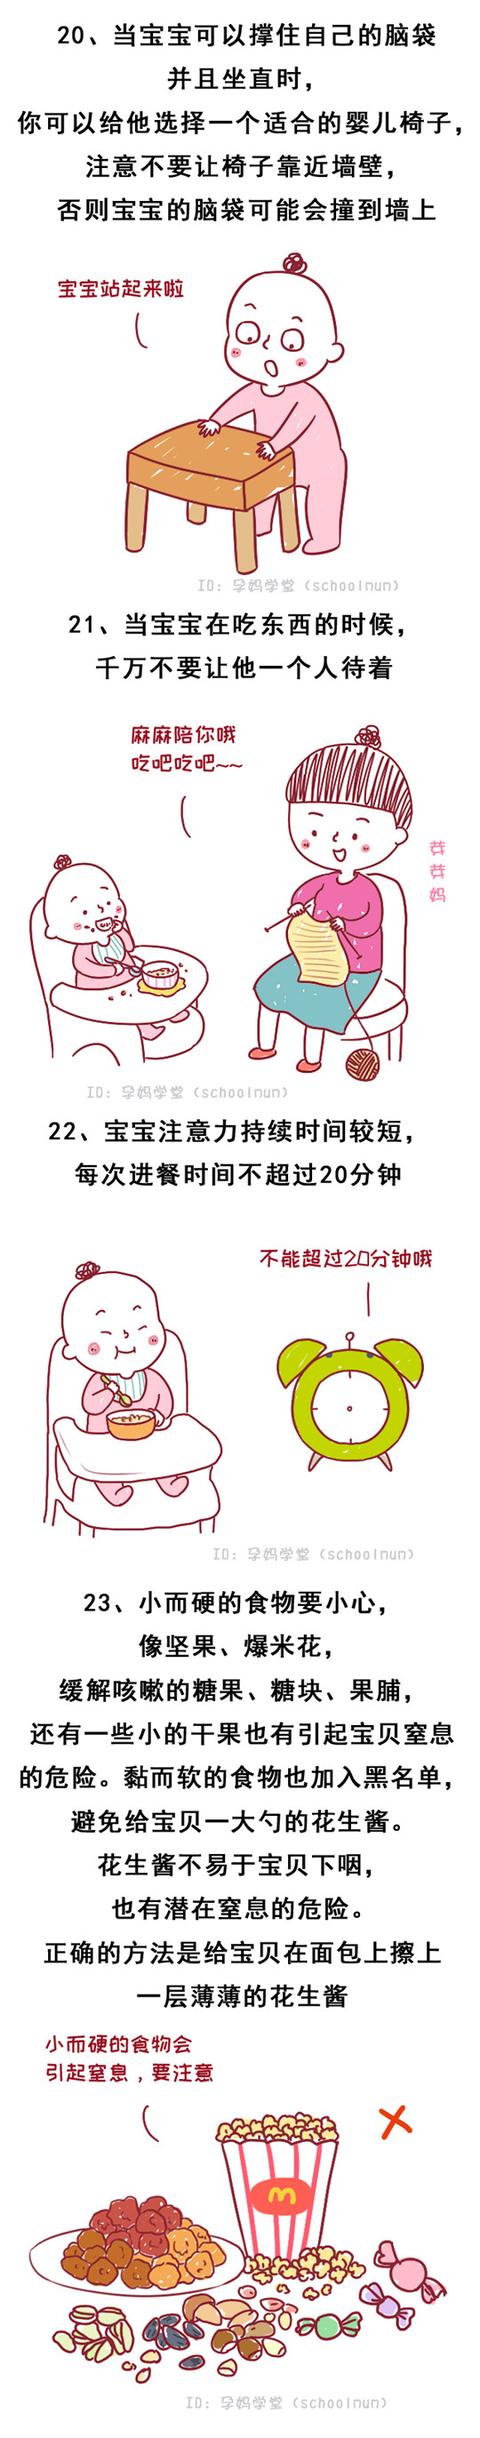 20、当宝宝可以撑住自己的脑袋
并且坐直时，
你可以给他选择一个适合的婴儿椅子，
注意不要让椅子靠近墙壁，
否则宝宝的脑袋可能会撞到墙上
宝宝站起来啦
ID：孕妈学堂（schoolnun）
21、当宝宝在吃东西的时候，
千万不要让他一个人待着
麻麻陪你哦
吃吧吃吧~~
芽芽妈
ID：孕妈学堂（schoolnun）
22、宝宝注意力持续时间较短，
每次进餐时间不超过20分钟
不能超过20分钟哦
ID：孕妈学堂（schoolnun）
23、小而硬的食物要小心，
像坚果、爆米花，
缓解咳嗽的糖果、糖块、果脯，
还有一些小的干果也有引起宝贝窒息
的危险。黏而软的食物也加入黑名单，
避免给宝贝一大勺的花生酱。
花生酱不易于宝贝下咽，
也有潜在窒息的危险。
正确的方法是给宝贝在面包上擦上
一层薄薄的花生酱
小而硬的食物会
引起窒息，要注意
m
ID：孕妈学堂（schoolnun）